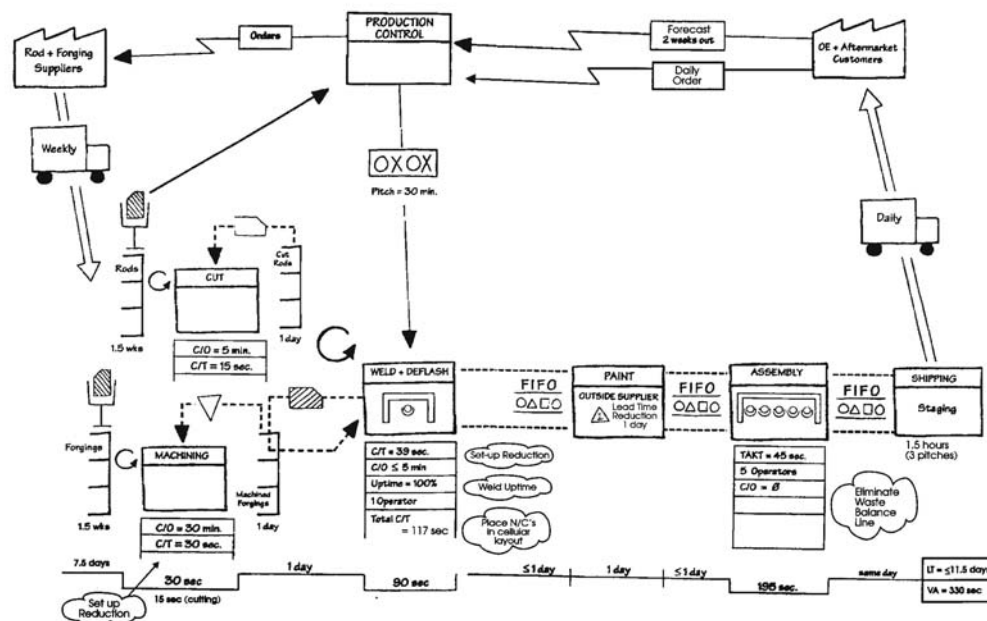 Rod + Forging
Suppliers
Orders
PRODUCTION
CONTROL
Forecast
2 weeks out
Daily
Order
OE + Aftermarket
Customers
Weekly
OXOX
Pitch = 30 min.
Daily
Rods
1.5 wks
CUT
C/O = 5 min.
C/T = 15 sec.
Cut
Rods
1 day
Forgings
1.5 wks
MACHINING
C/O = 30 min.
C/T = 30 sec.
Machined
Forgings
1 day
WELD + DEFLASH
C/T = 39 sec.
C/O ≤ 5 min
Uptime = 100%
1 Operator
Total C/T
= 117 sec
Set-up Reduction
Weld Uptime
Place N/C's
in cellular
layout
FIFO
PAINT
OUTSIDE SUPPLIER
Lead Time
Reduction
1 day
FIFO
ASSEMBLY
TAKT = 45 sec.
5 Operators
C/O = Ø
Eliminate
Waste
Balance
Line
FIFO
SHIPPING
Staging
1.5 hours
(3 pitches)
7.5 days
30 sec
15 sec (cutting)
1 day
90 sec
≤1 day
1 day
≤1 day
195 sec.
same day
LT = ≤11.5 days
VA = 330 sec
Set up
Reduction